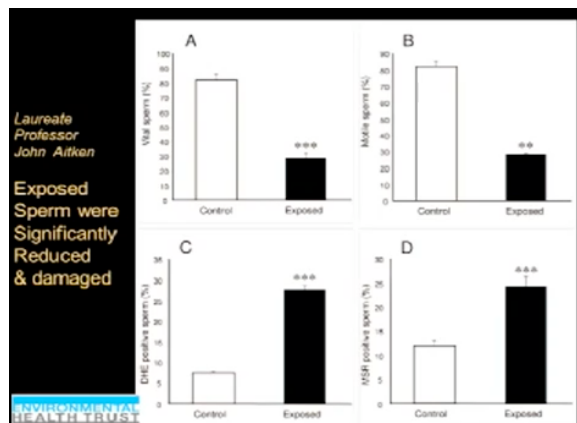 Laureate
Professor
John Aitken
Exposed
Sperm were
Significantly
Reduced
& damaged
ENVIRONMENTAL
HEALTH TRUST
A
Vital sperm (%)
100
90
80
70
60
50
40
30
20
10
0
***
Control Exposed
B
Motile sperm (%)
90
80
70
60
50
40
30
20
10
0
**
Control Exposed
C
DHE positive sperm (%)
35
30
25
20
15
10
5
0
***
Control Exposed
D
MSR positive sperm (%)
30
25
20
15
10
5
0
***
Control Exposed